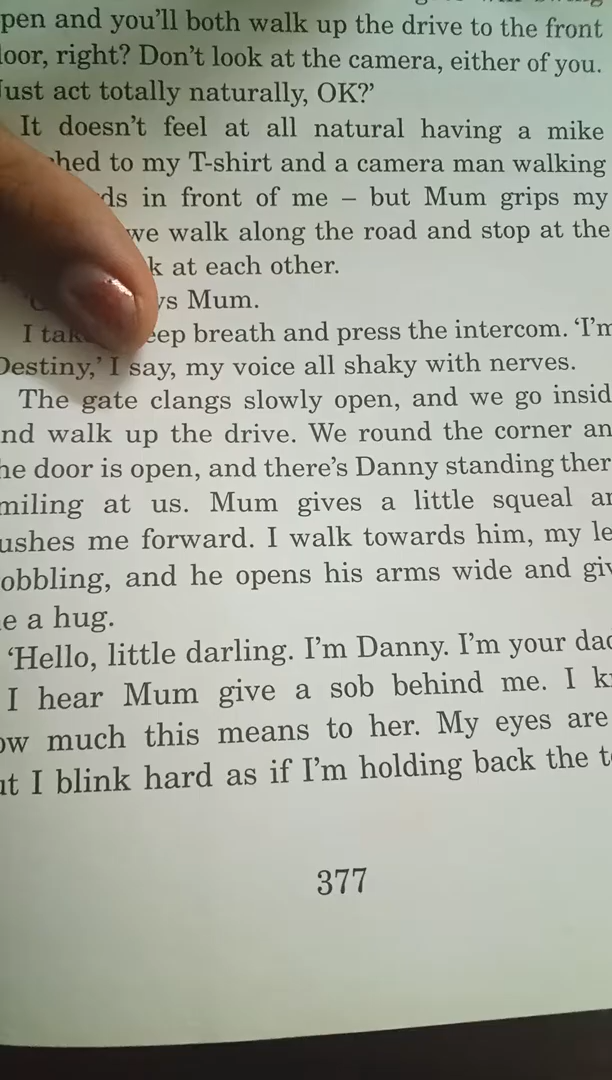 pen and you'll both walk up the drive to the front
oor, right? Don't look at the camera, either of you.
ust act totally naturally, OK?'
It doesn't feel at all natural having a mike
hed to my T-shirt and a camera man walking
ds in front of me – but Mum grips my
we walk along the road and stop at the
k at each other.
ys Mum.
I tak eep breath and press the intercom. 'I'm
Destiny,' I say, my voice all shaky with nerves.
The gate clangs slowly open, and we go insid
nd walk up the drive. We round the corner an
he door is open, and there's Danny standing ther
miling at us. Mum gives a little squeal an
ushes me forward. I walk towards him, my le
obbling, and he opens his arms wide and giv
e a hug.
'Hello, little darling. I'm Danny. I'm your dad
I hear Mum give a sob behind me. I k
ow much this means to her. My eyes are
ut I blink hard as if I'm holding back the t
377